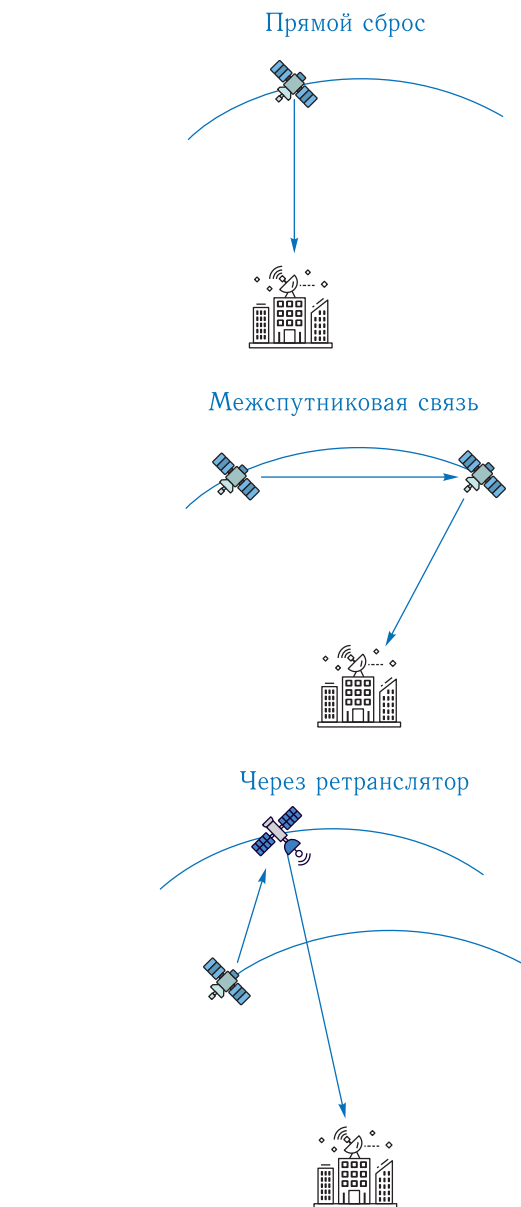 Прямой сброс
Межспутниковая связь
Через ретранслятор